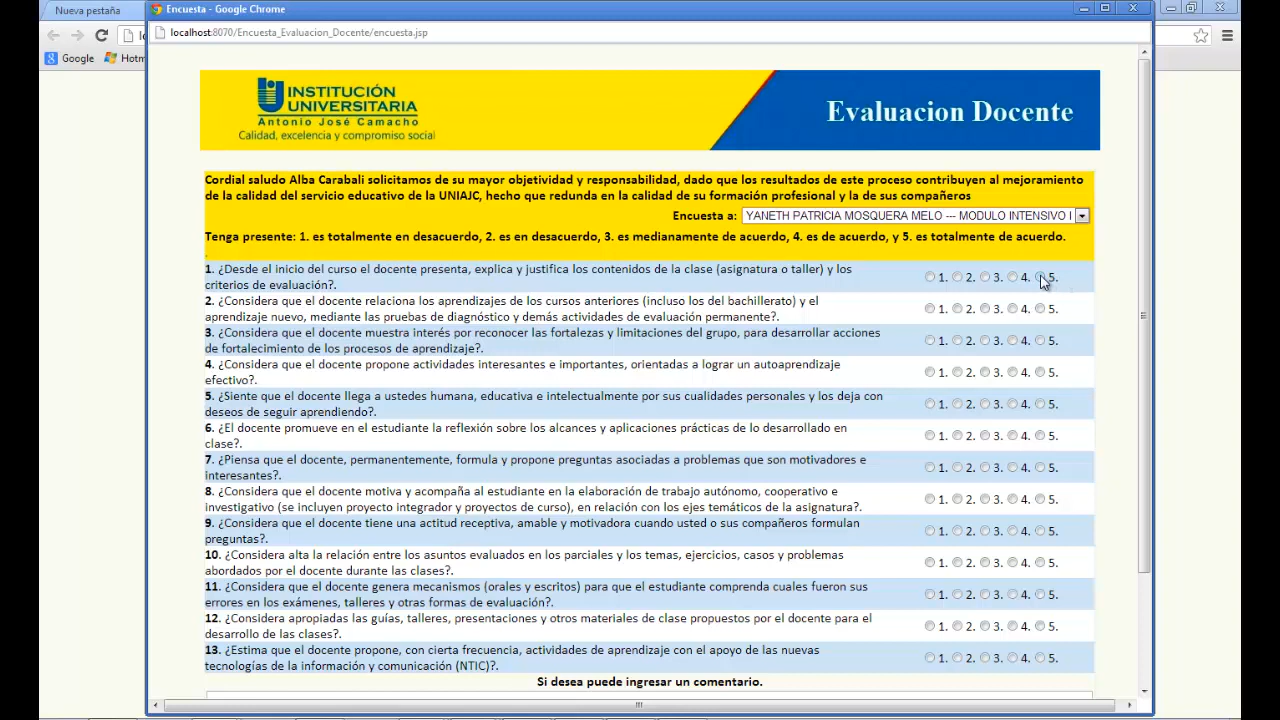 Nueva pestaña
Encuesta - Google Chrome
localhost:8070/Encuesta_Evaluacion_Docente/encuesta.jsp
Google
Hotm
INSTITUCIÓN
UNIVERSITARIA
Antonio José Camacho
Calidad, excelencia y compromiso social
Evaluacion Docente
Cordial saludo Alba Carabali solicitamos de su mayor objetividad y responsabilidad, dado que los resultados de este proceso contribuyen al mejoramiento
de la calidad del servicio educativo de la UNIAJC, hecho que redunda en la calidad de su formación profesional y la de sus compañeros
Encuesta a: YANETH PATRICIA MOSQUERA MELO --- MODULO INTENSIVO I
Tenga presente: 1. es totalmente en desacuerdo, 2. es en desacuerdo, 3. es medianamente de acuerdo, 4. es de acuerdo, y 5. es totalmente de acuerdo.
1. ¿Desde el inicio del curso el docente presenta, explica y justifica los contenidos de la clase (asignatura o taller) y los
criterios de evaluación?.
1. 2. 3. 4. 5.
2. ¿Considera que el docente relaciona los aprendizajes de los cursos anteriores (incluso los del bachillerato) y el
aprendizaje nuevo, mediante las pruebas de diagnóstico y demás actividades de evaluación permanente?.
1. 2. 3. 4. 5.
3. ¿Considera que el docente muestra interés por reconocer las fortalezas y limitaciones del grupo, para desarrollar acciones
de fortalecimiento de los procesos de aprendizaje?.
1. 2. 3. 4. 5.
4. ¿Considera que el docente propone actividades interesantes e importantes, orientadas a lograr un autoaprendizaje
efectivo?.
1. 2. 3. 4. 5.
5. ¿Siente que el docente llega a ustedes humana, educativa e intelectualmente por sus cualidades personales y los deja con
deseos de seguir aprendiendo?.
1. 2. 3. 4. 5.
6. ¿El docente promueve en el estudiante la reflexión sobre los alcances y aplicaciones prácticas de lo desarrollado en
clase?.
1. 2. 3. 4. 5.
7. ¿Piensa que el docente, permanentemente, formula y propone preguntas asociadas a problemas que son motivadores e
interesantes?.
1. 2. 3. 4. 5.
8. ¿Considera que el docente motiva y acompaña al estudiante en la elaboración de trabajo autónomo, cooperativo e
investigativo (se incluyen proyecto integrador y proyectos de curso), en relación con los ejes temáticos de la asignatura?.
1. 2. 3. 4. 5.
9. ¿Considera que el docente tiene una actitud receptiva, amable y motivadora cuando usted o sus compañeros formulan
preguntas?.
1. 2. 3. 4. 5.
10. ¿Considera alta la relación entre los asuntos evaluados en los parciales y los temas, ejercicios, casos y problemas
abordados por el docente durante las clases?.
1. 2. 3. 4. 5.
11. ¿Considera que el docente genera mecanismos (orales y escritos) para que el estudiante comprenda cuales fueron sus
errores en los exámenes, talleres y otras formas de evaluación?.
1. 2. 3. 4. 5.
12. ¿Considera apropiadas las guías, talleres, presentaciones y otros materiales de clase propuestos por el docente para el
desarrollo de las clases?.
1. 2. 3. 4. 5.
13. ¿Estima que el docente propone, con cierta frecuencia, actividades de aprendizaje con el apoyo de las nuevas
tecnologías de la información y comunicación (NTIC)?.
1. 2. 3. 4. 5.
Si desea puede ingresar un comentario.